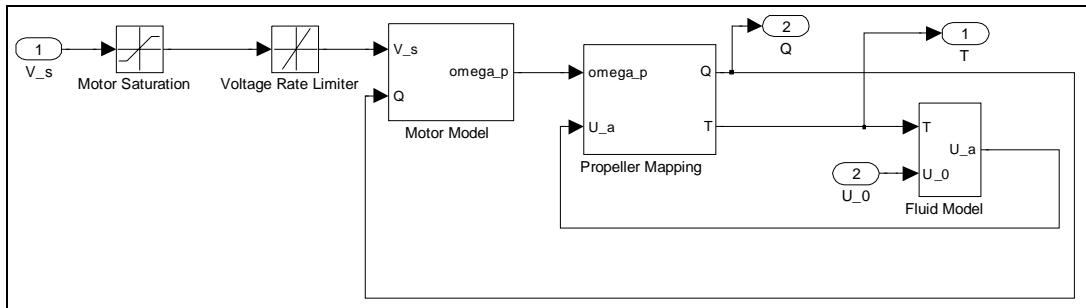 1
V_s
Motor Saturation
Voltage Rate Limiter
V_s
omega_p
Q
Motor Model
omega_p
Q
U_a
T
Propeller Mapping
2
Q
1
T
T
U_a
U_0
Fluid Model
2
U_0